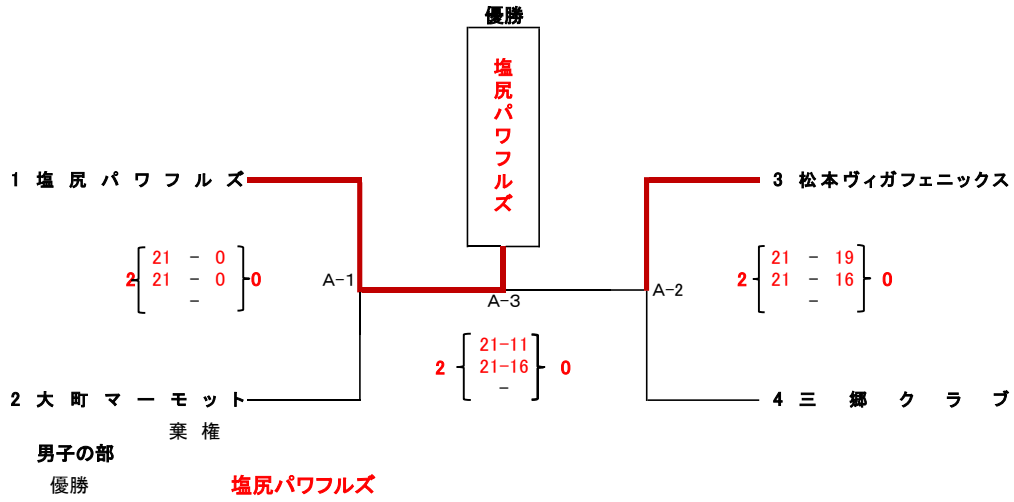 優勝
塩尻パワフルズ
1 塩尻パワフルズ
3 松本ヴィガフェニックス
21 - 0
2 21 - 0 0
-
A-1
21 - 19
2 21 - 16 0
-
A-2
A-3
21-11
2 21-16 0
-
2 大町マーモット
棄権
4 三郷クラブ
男子の部
優勝 塩尻パワフルズ